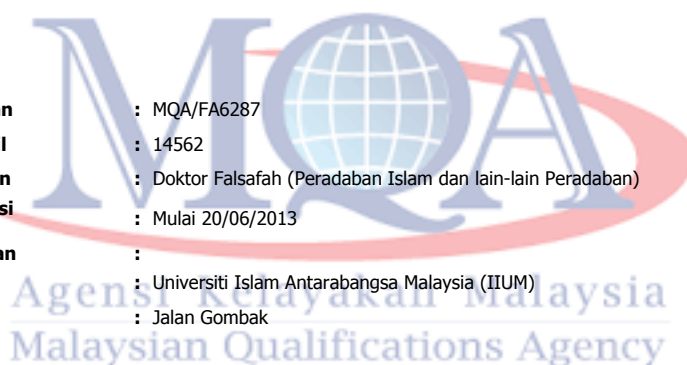 MQA
an : MQA/FA6287
l : 14562
n : Doktor Falsafah (Peradaban Islam dan lain-lain Peradaban)
si : Mulai 20/06/2013
an :
: Universiti Islam Antarabangsa Malaysia (IIUM)
: Jalan Gombak
Agensi Kelayakan Malaysia
Malaysian Qualifications Agency